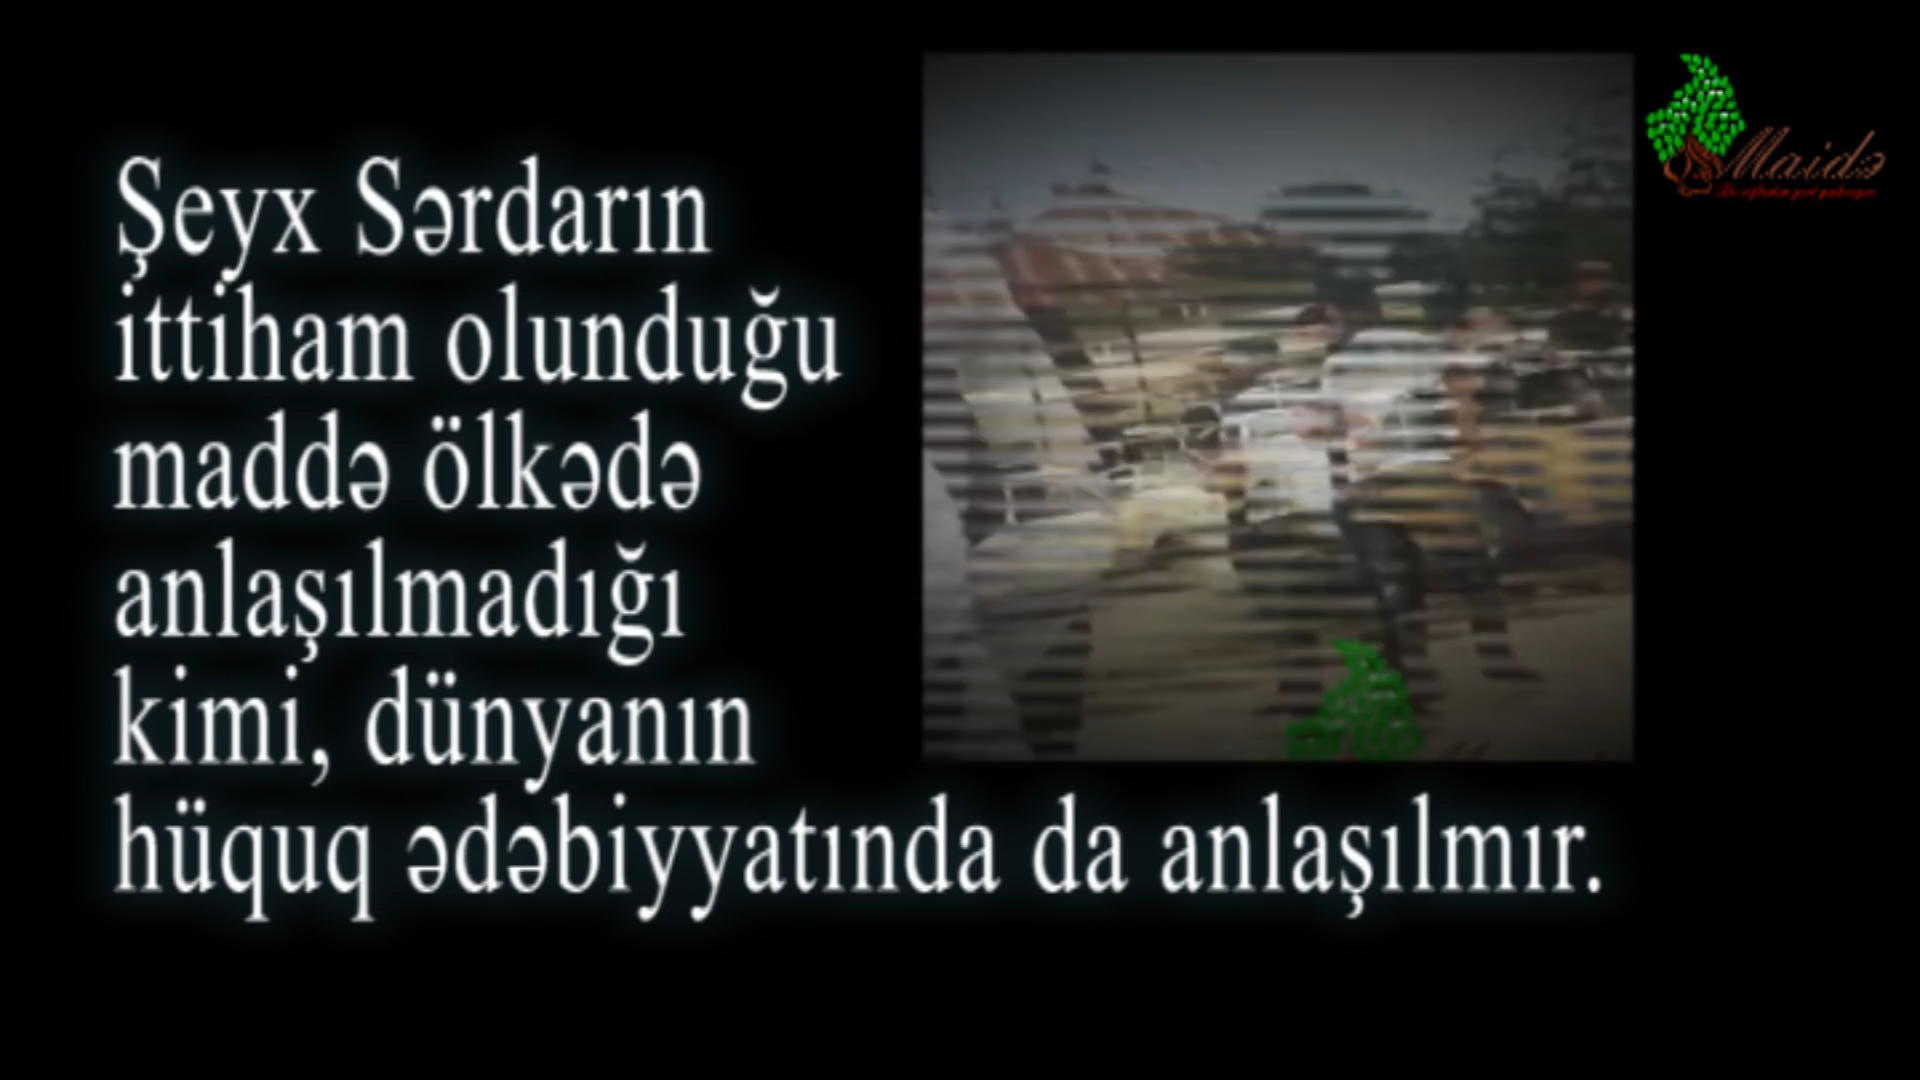 Şeyx Sərdarın
ittiham olunduğu
maddə ölkədə
anlaşılmadığı
kimi, dünyanın
hüquq ədəbiyyatında da anlaşılmır.
Maidə